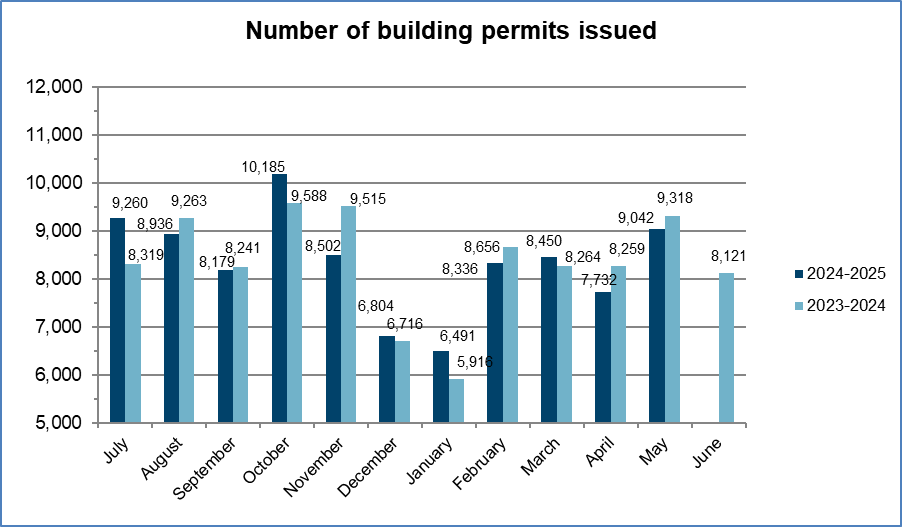 Number of building permits issued
12,000
11,000
10,000
9,000
8,000
7,000
6,000
5,000
9,260
8,319
8,936
9,263
8,179
8,241
10,185
9,588
8,502
9,515
6,804
6,716
6,491
5,916
8,336
8,656
8,450
8,264
7,732
8,259
9,042
9,318
8,121
July
August
September
October
November
December
January
February
March
April
May
June
2024-2025
2023-2024